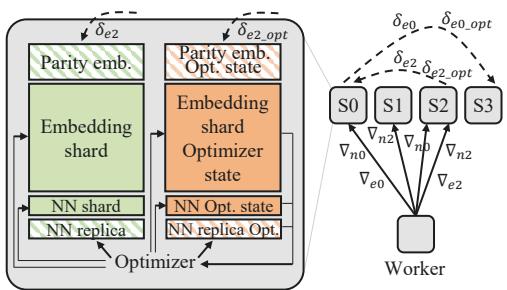 δe2
δe2_opt
Parity emb.
Parity emb.
Opt. state
Embedding
shard
Embedding
shard
Optimizer
state
NN shard
NN Opt. state
NN replica
NN replica Opt.
Optimizer
δe0
δe0_opt
δe2
δe2_opt
S0
S1
S2
S3
∇n0
∇n2
∇n0
∇n2
∇e0
∇e2
Worker